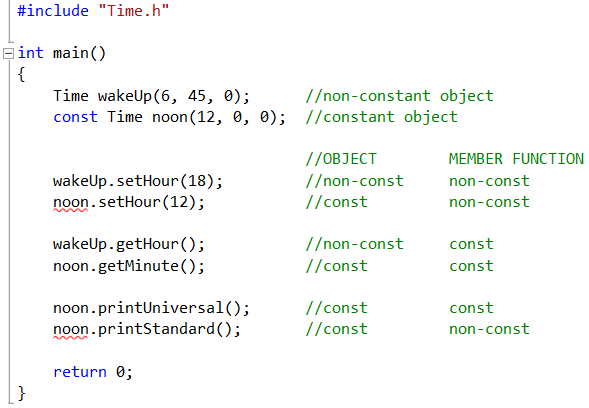 #include "Time.h"
int main()
{
Time wakeUp(6, 45, 0); //non-constant object
const Time noon(12, 0, 0); //constant object
//OBJECT MEMBER FUNCTION
wakeUp.setHour(18); //non-const non-const
noon.setHour(12); //const non-const
wakeUp.getHour(); //non-const const
noon.getMinute(); //const const
noon.printUniversal(); //const const
noon.printStandard(); //const non-const
return 0;
}